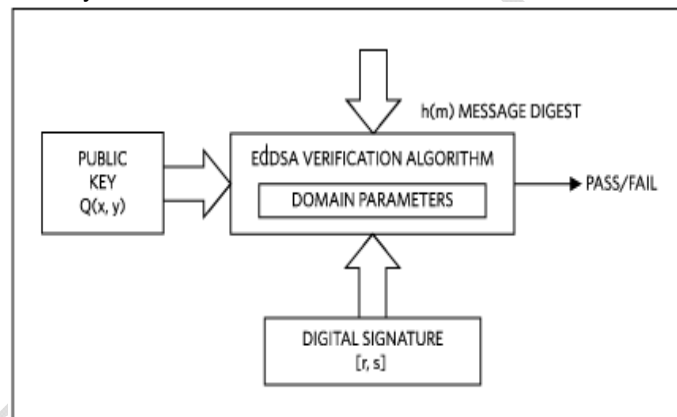 h(m) MESSAGE DIGEST
PUBLIC
KEY
Q(x, y)
EdDSA VERIFICATION ALGORITHM
DOMAIN PARAMETERS
PASS/FAIL
DIGITAL SIGNATURE
[r, s]